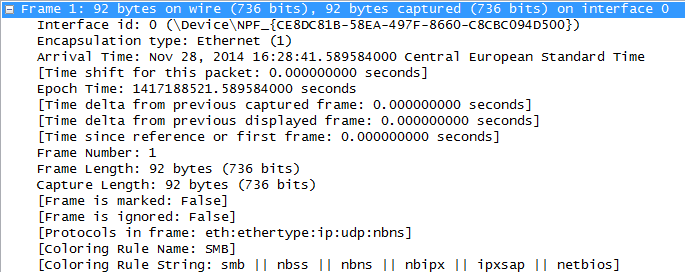 Frame 1: 92 bytes on wire (736 bits), 92 bytes captured (736 bits) on interface 0
Interface id: 0 (\Device\NPF_{CE8DC81B-58EA-497F-8660-C8CBC094D500})
Encapsulation type: Ethernet (1)
Arrival Time: Nov 28, 2014 16:28:41.589584000 Central European Standard Time
[Time shift for this packet: 0.000000000 seconds]
Epoch Time: 1417188521.589584000 seconds
[Time delta from previous captured frame: 0.000000000 seconds]
[Time delta from previous displayed frame: 0.000000000 seconds]
[Time since reference or first frame: 0.000000000 seconds]
Frame Number: 1
Frame Length: 92 bytes (736 bits)
Capture Length: 92 bytes (736 bits)
[Frame is marked: False]
[Frame is ignored: False]
[Protocols in frame: eth:ethertype:ip:udp:nbns]
[Coloring Rule Name: SMB]
[Coloring Rule String: smb || nbss || nbns || nbipx || ipxsap || netbios]